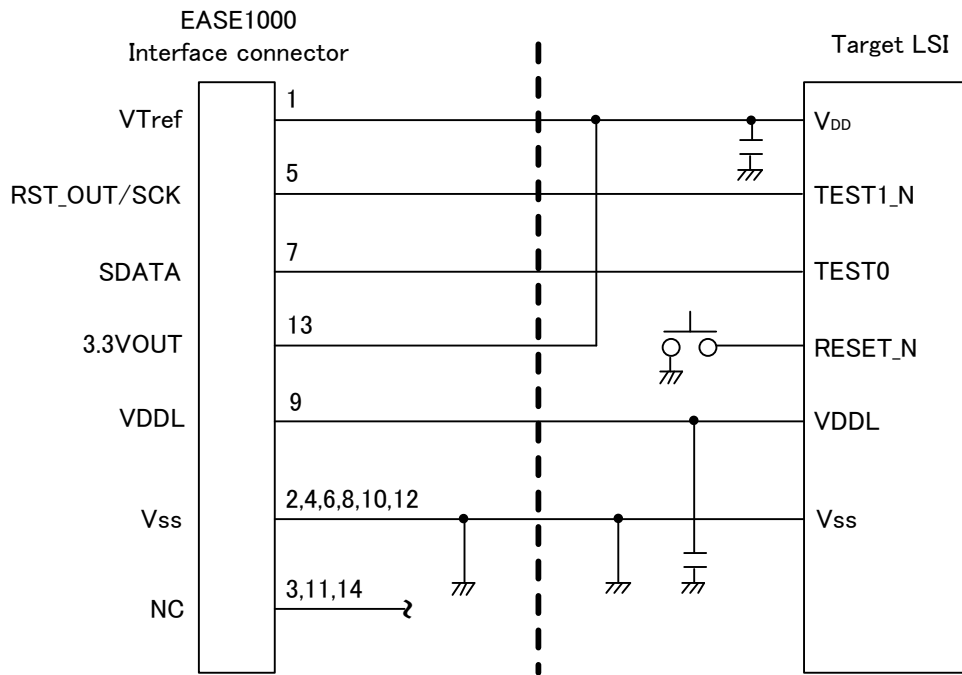 EASE1000
Interface connector
Target LSI
VTref
1
VDD
RST_OUT/SCK
5
TEST1_N
SDATA
7
TEST0
3.3VOUT
13
RESET_N
VDDL
9
VDDL
Vss
2,4,6,8,10,12
Vss
NC
3,11,14